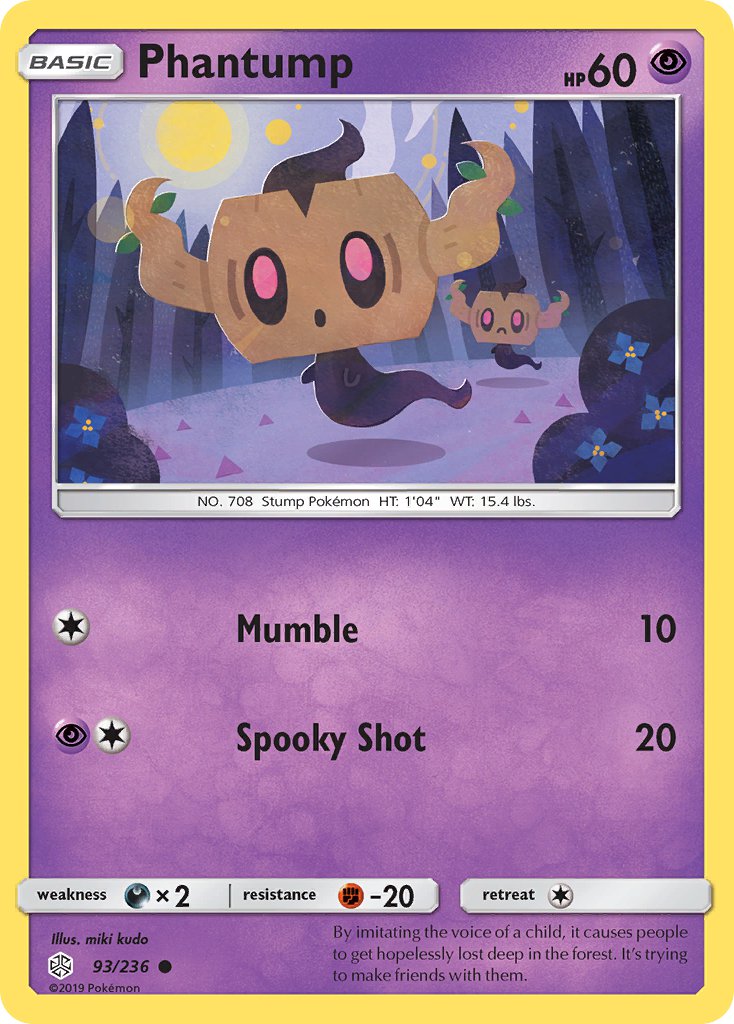 BASIC Phantump HP60
NO. 708 Stump Pokémon HT: 1'04" WT: 15.4 lbs.
Mumble 10
Spooky Shot 20
weakness ×2 resistance -20 retreat
Illus. miki kudo
93/236
©2019 Pokémon
By imitating the voice of a child, it causes people
to get hopelessly lost deep in the forest. It's trying
to make friends with them.